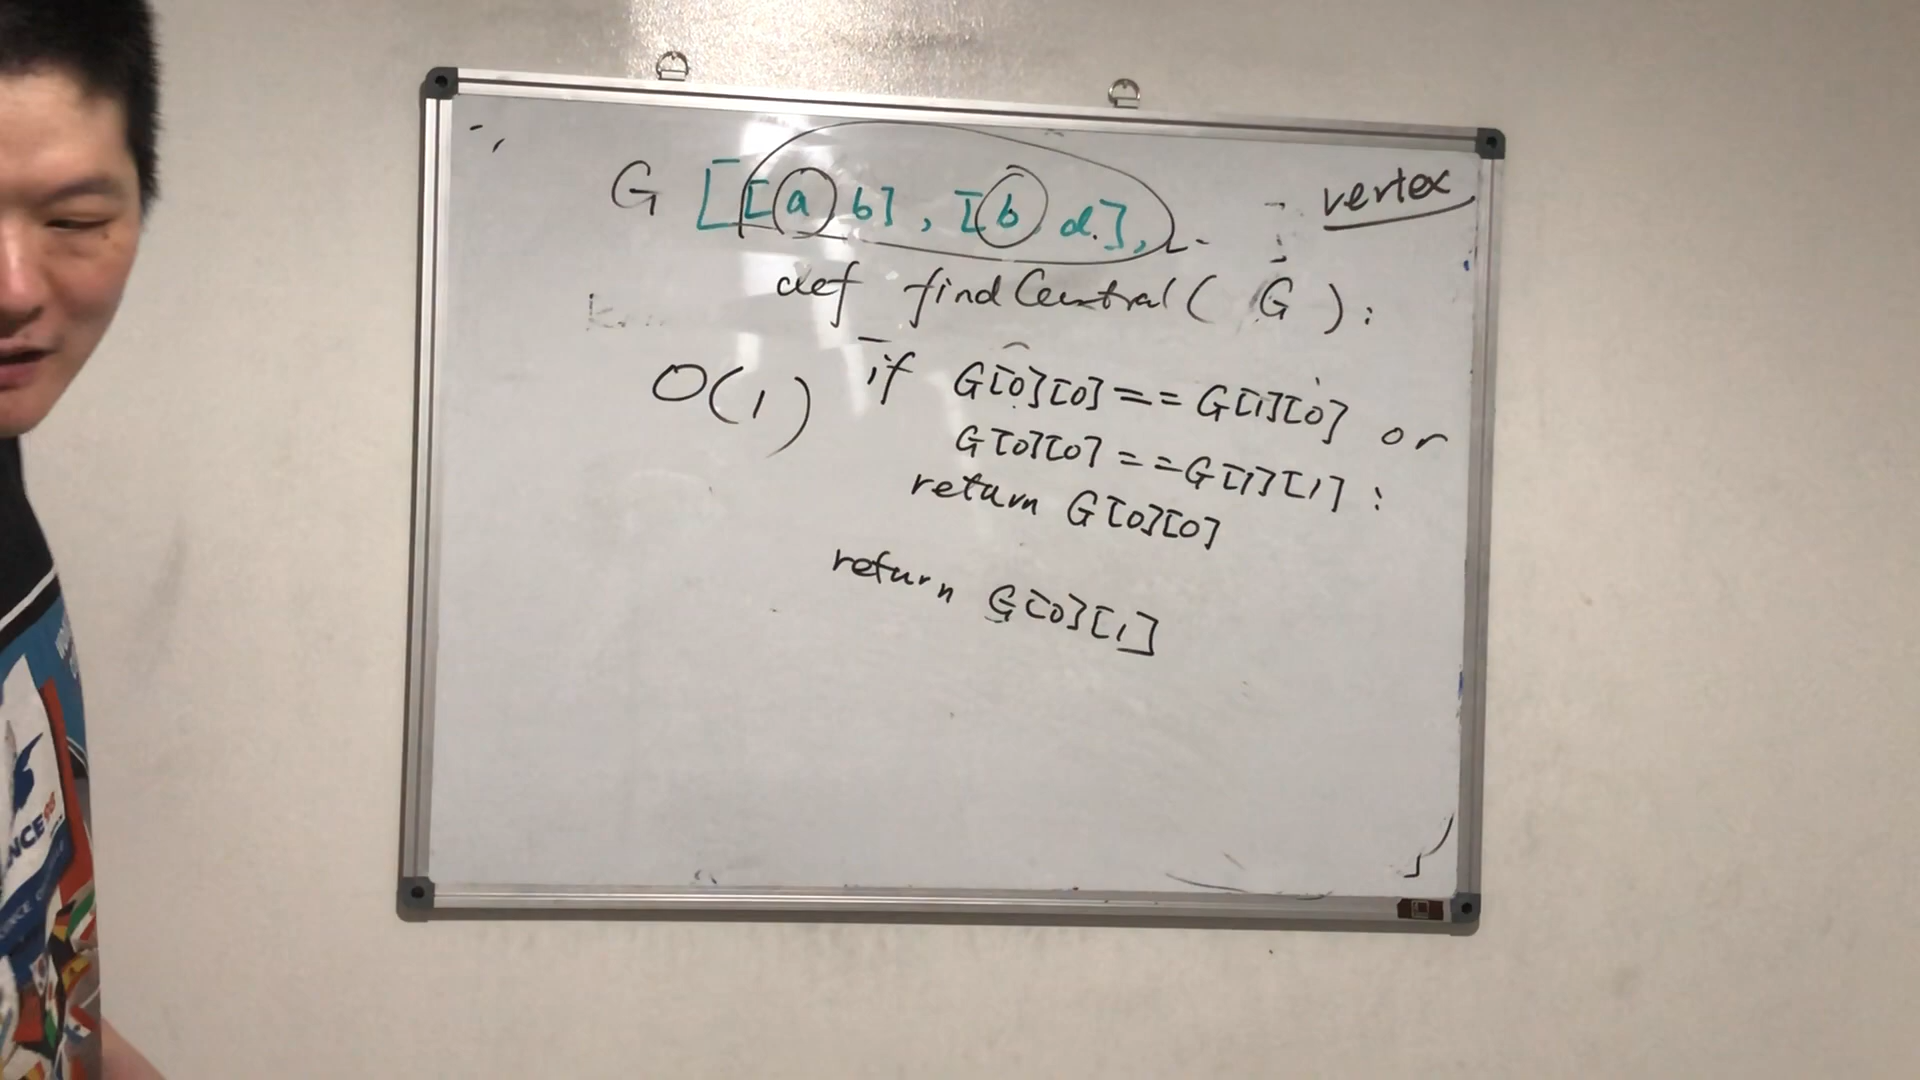 G [[a b], [b d.],
vertex
def findCentral( G ):
O(1)
if G[0][0] == G[1][0] or
G[0][0] == G[1][1] :
return G[0][0]
return G[0][1]